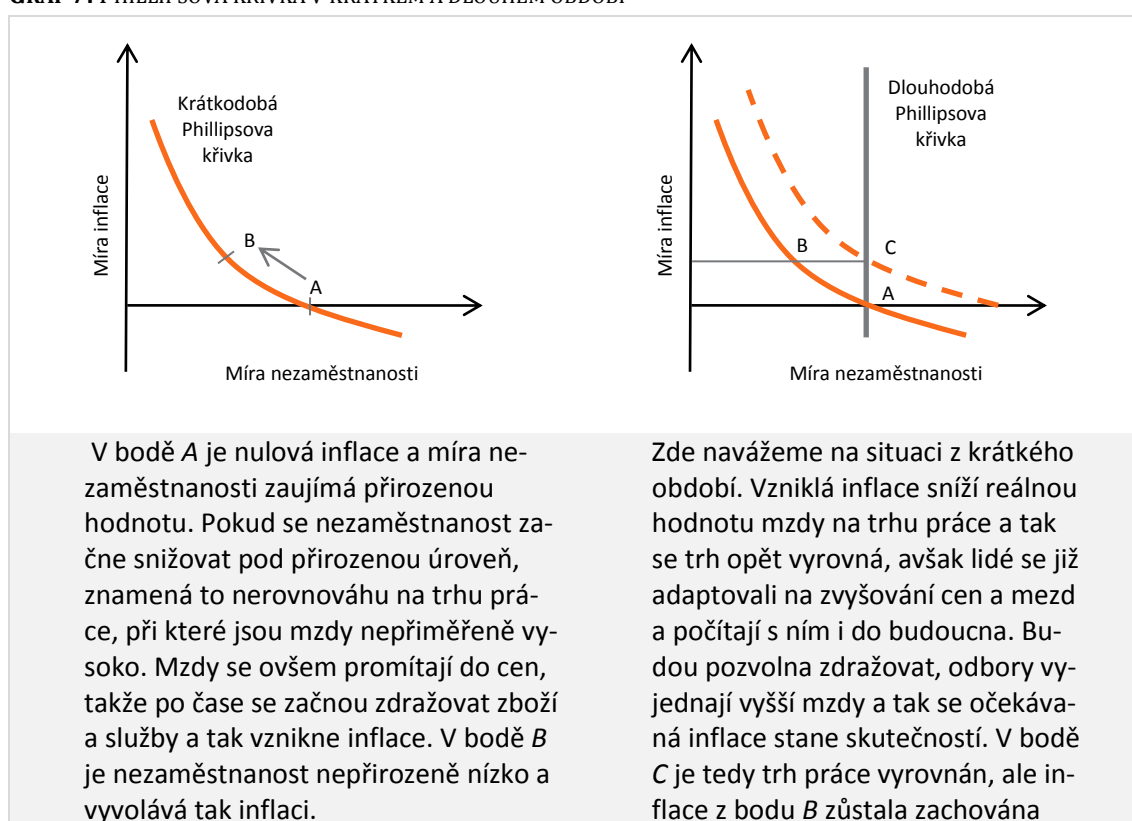 GRAF 7: PHILLIPSOVA KŘIVKA V KRÁTKÉM A DLOUHÉM OBDOBÍ
Krátkodobá
Phillipsova
křivka
Míra inflace
B
A
Míra nezaměstnanosti
Dlouhodobá
Phillipsova
křivka
Míra inflace
B
C
A
Míra nezaměstnanosti
V bodě A je nulová inflace a míra ne-
zaměstnanosti zaujímá přirozenou
hodnotu. Pokud se nezaměstnanost za-
čne snižovat pod přirozenou úroveň,
znamená to nerovnováhu na trhu prá-
ce, při které jsou mzdy nepřiměřeně vy-
soko. Mzdy se ovšem promítají do cen,
takže po čase se začnou zdražovat zboží
a služby a tak vznikne inflace. V bodě B
je nezaměstnanost nepřirozeně nízko a
vyvolává tak inflaci.
Zde navážeme na situaci z krátkého
období. Vzniklá inflace sníží reálnou
hodnotu mzdy na trhu práce a tak
se trh opět vyrovná, avšak lidé se již
adaptovali na zvyšování cen a mezd
a počítají s ním i do budoucna. Bu-
dou pozvolna zdražovat, odbory vy-
jednají vyšší mzdy a tak se očekáva-
ná inflace stane skutečností. V bodě
C je tedy trh práce vyrovnán, ale in-
flace z bodu B zůstala zachována